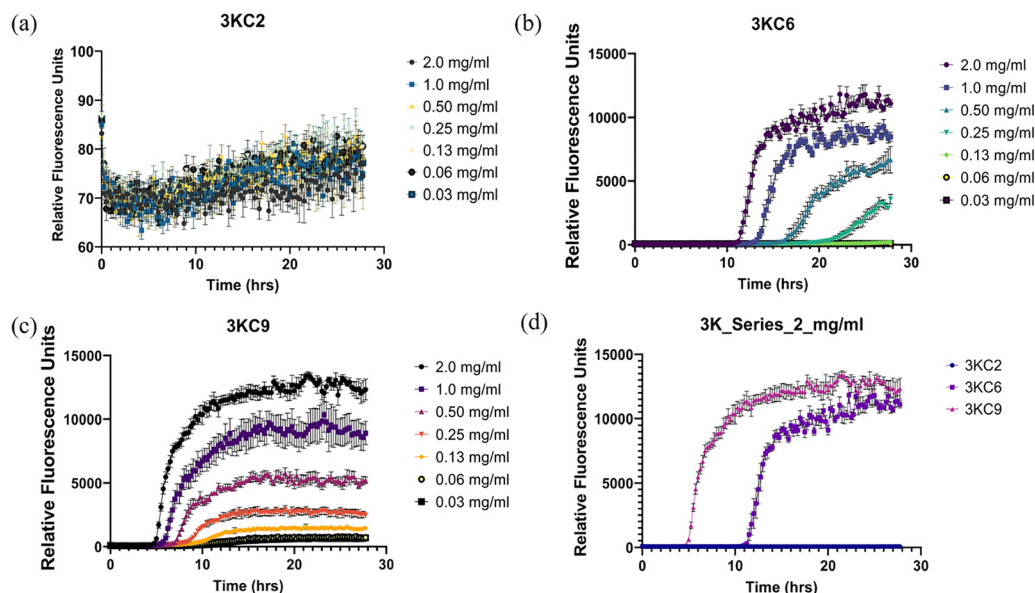 (a)
3KC2
Relative Fluorescence Units
100
90
80
70
60
0
10
20
30
Time (hrs)
2.0 mg/ml
1.0 mg/ml
0.50 mg/ml
0.25 mg/ml
0.13 mg/ml
0.06 mg/ml
0.03 mg/ml
(b)
3KC6
Relative Fluorescence Units
15000
10000
5000
0
0
10
20
30
Time (hrs)
2.0 mg/ml
1.0 mg/ml
0.50 mg/ml
0.25 mg/ml
0.13 mg/ml
0.06 mg/ml
0.03 mg/ml
(c)
3KC9
Relative Fluorescence Units
15000
10000
5000
0
0
10
20
30
Time (hrs)
2.0 mg/ml
1.0 mg/ml
0.50 mg/ml
0.25 mg/ml
0.13 mg/ml
0.06 mg/ml
0.03 mg/ml
(d)
3K_Series_2_mg/ml
Relative Fluorescence Units
15000
10000
5000
0
0
10
20
30
Time (hrs)
3KC2
3KC6
3KC9